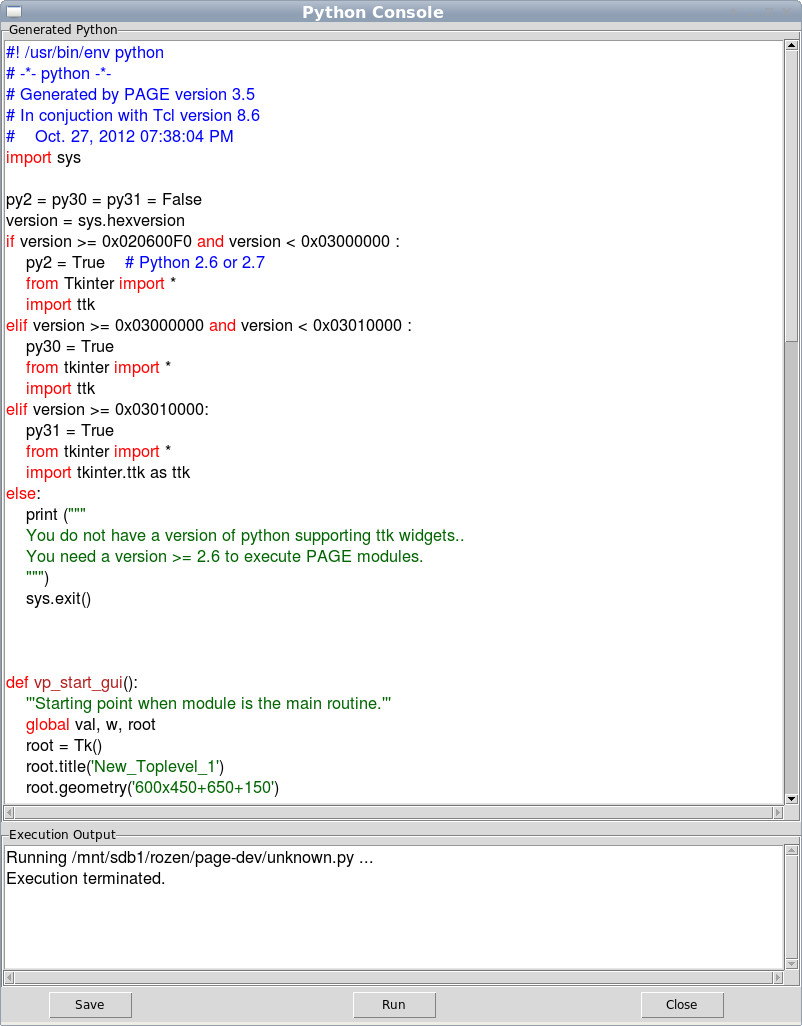 Python Console
Generated Python
#! /usr/bin/env python
# -*- python -*-
# Generated by PAGE version 3.5
# In conjuction with Tcl version 8.6
#    Oct. 27, 2012 07:38:04 PM
import sys

py2 = py30 = py31 = False
version = sys.hexversion
if version >= 0x020600F0 and version < 0x03000000 :
    py2 = True    # Python 2.6 or 2.7
    from Tkinter import *
    import ttk
elif version >= 0x03000000 and version < 0x03010000 :
    py30 = True
    from tkinter import *
    import ttk
elif version >= 0x03010000:
    py31 = True
    from tkinter import *
    import tkinter.ttk as ttk
else:
    print ("""
    You do not have a version of python supporting ttk widgets..
    You need a version >= 2.6 to execute PAGE modules.
    """)
    sys.exit()

def vp_start_gui():
    '''Starting point when module is the main routine.'''
    global val, w, root
    root = Tk()
    root.title('New_Toplevel_1')
    root.geometry('600x450+650+150')
Execution Output
Running /mnt/sdb1/rozen/page-dev/unknown.py ...
Execution terminated.
Save
Run
Close